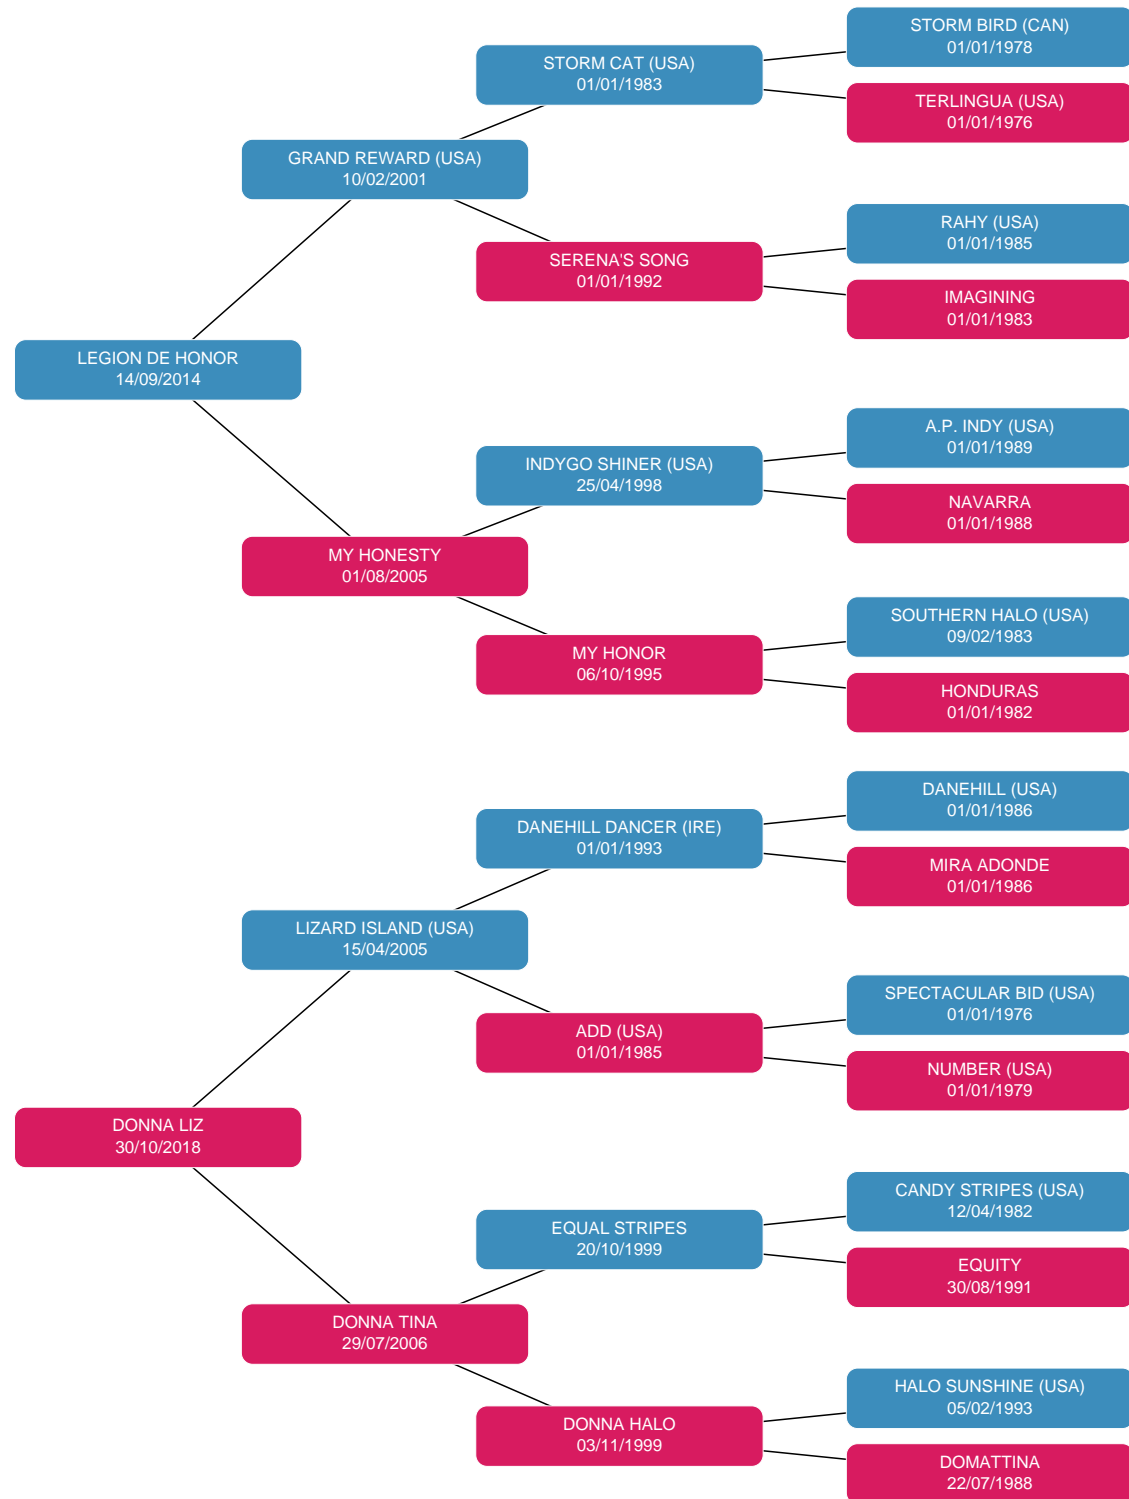 STORM BIRD (CAN)
01/01/1978
STORM CAT (USA)
01/01/1983
TERLINGUA (USA)
01/01/1976
GRAND REWARD (USA)
10/02/2001
RAHY (USA)
01/01/1985
SERENA'S SONG
01/01/1992
IMAGINING
01/01/1983
LEGION DE HONOR
14/09/2014
A.P. INDY (USA)
01/01/1989
INDYGO SHINER (USA)
25/04/1998
NAVARRA
01/01/1988
MY HONESTY
01/08/2005
SOUTHERN HALO (USA)
09/02/1983
MY HONOR
06/10/1995
HONDURAS
01/01/1982
DANEHILL (USA)
01/01/1986
DANEHILL DANCER (IRE)
01/01/1993
MIRA ADONDE
01/01/1986
LIZARD ISLAND (USA)
15/04/2005
SPECTACULAR BID (USA)
01/01/1976
ADD (USA)
01/01/1985
NUMBER (USA)
01/01/1979
DONNA LIZ
30/10/2018
CANDY STRIPES (USA)
12/04/1982
EQUAL STRIPES
20/10/1999
EQUITY
30/08/1991
DONNA TINA
29/07/2006
HALO SUNSHINE (USA)
05/02/1993
DONNA HALO
03/11/1999
DOMATTINA
22/07/1988